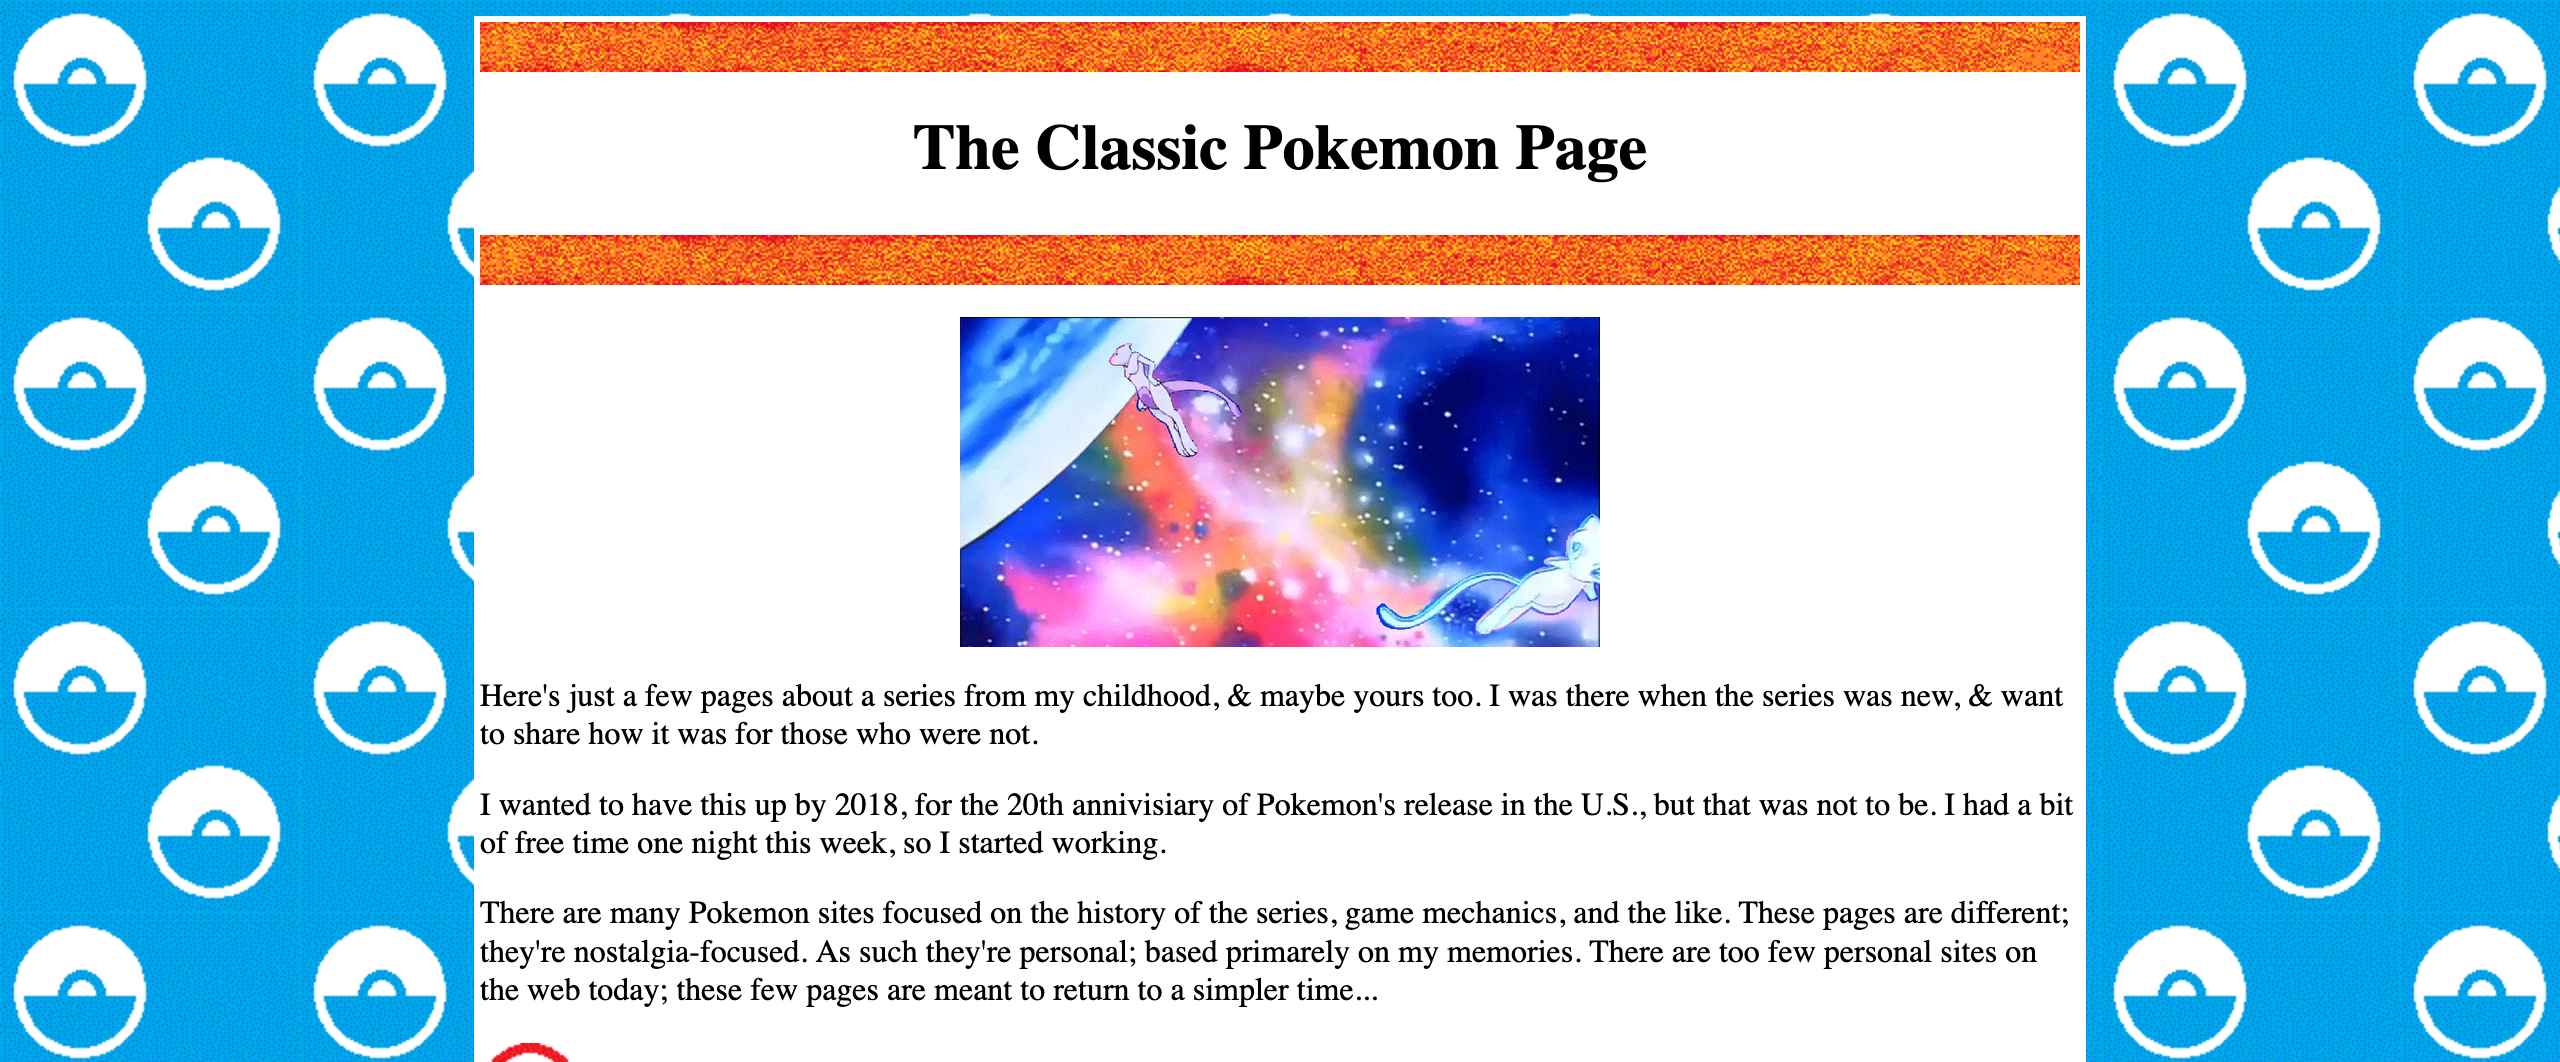 The Classic Pokemon Page
Here's just a few pages about a series from my childhood, & maybe yours too. I was there when the series was new, & want
to share how it was for those who were not.
I wanted to have this up by 2018, for the 20th annivisiary of Pokemon's release in the U.S., but that was not to be. I had a bit
of free time one night this week, so I started working.
There are many Pokemon sites focused on the history of the series, game mechanics, and the like. These pages are different;
they're nostalgia-focused. As such they're personal; based primarely on my memories. There are too few personal sites on
the web today; these few pages are meant to return to a simpler time...